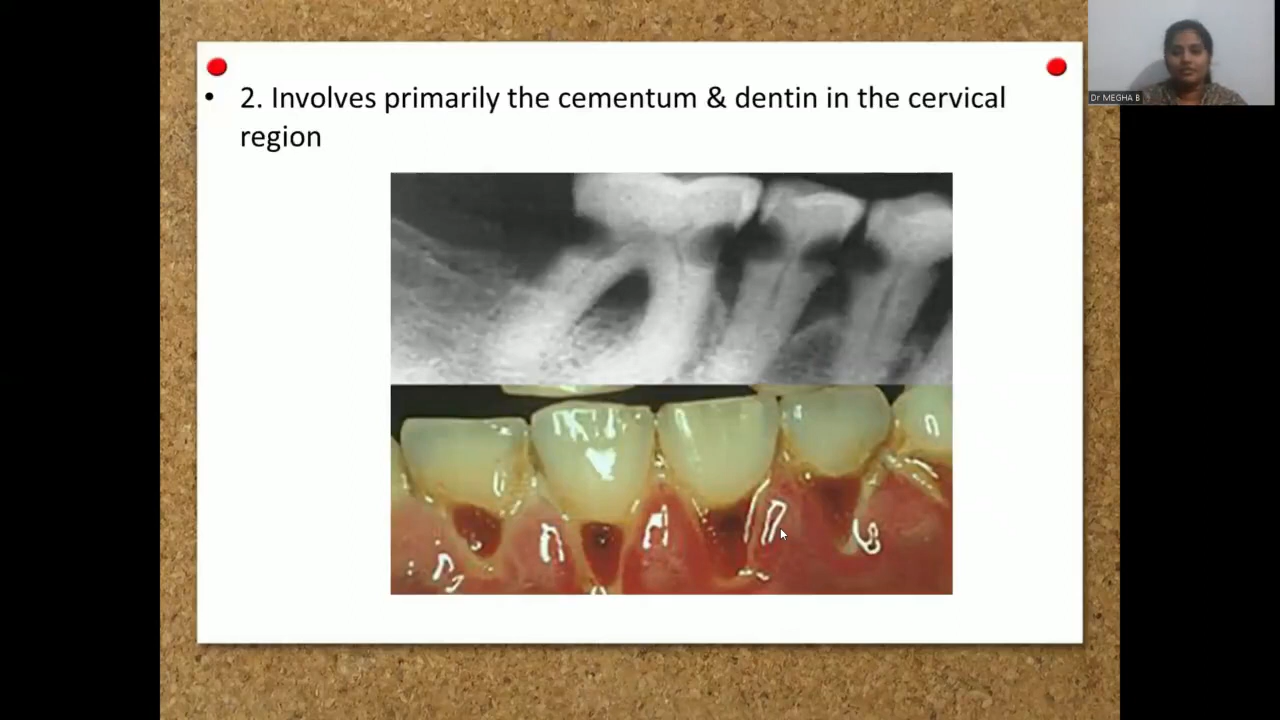 • 2. Involves primarily the cementum & dentin in the cervical
region
Dr MEGHA B